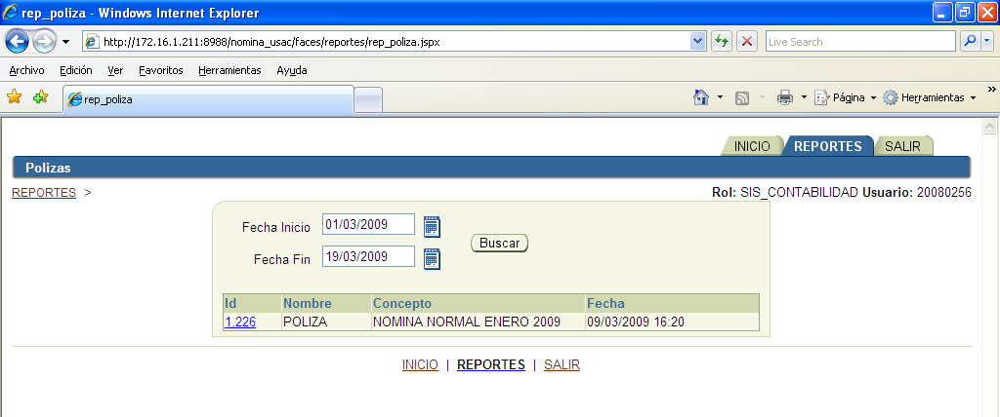 rep_poliza - Windows Internet Explorer
http://172.16.1.211:8988/nomina_usac/faces/reportes/rep_poliza.jspx
Live Search
Archivo Edición Ver Favoritos Herramientas Ayuda
rep_poliza
Página Herramientas »
INICIO REPORTES SALIR
Polizas
REPORTES >
Rol: SIS_CONTABILIDAD Usuario: 20080256
Fecha Inicio 01/03/2009
Buscar
Fecha Fin 19/03/2009
Id Nombre Concepto Fecha
1,226 POLIZA NOMINA NORMAL ENERO 2009 09/03/2009 16:20
INICIO | REPORTES | SALIR